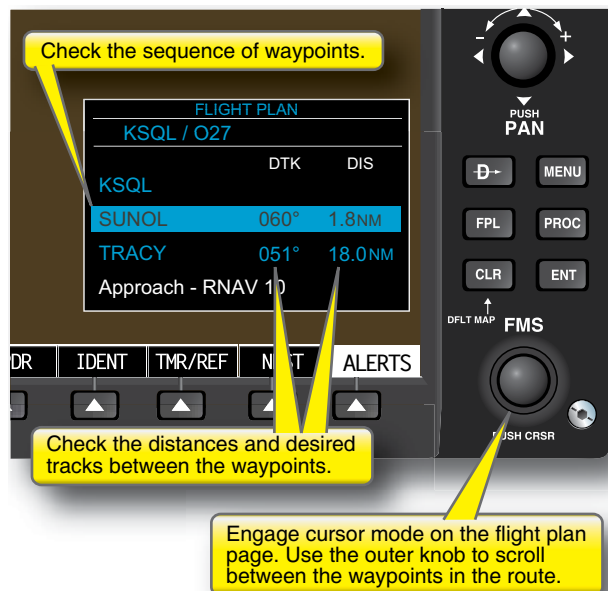 Check the sequence of waypoints.
- +
PUSH
PAN
FLIGHT PLAN
KSQL / O27
DTK DIS
KSQL
SUNOL 060° 1.8NM
TRACY 051° 18.0NM
Approach - RNAV 10
D MENU
FPL PROC
CLR ENT
DFLT MAP FMS
DR IDENT TMR/REF ALERTS
PUSH CRSR
Check the distances and desired
tracks between the waypoints.
Engage cursor mode on the flight plan
page. Use the outer knob to scroll
between the waypoints in the route.